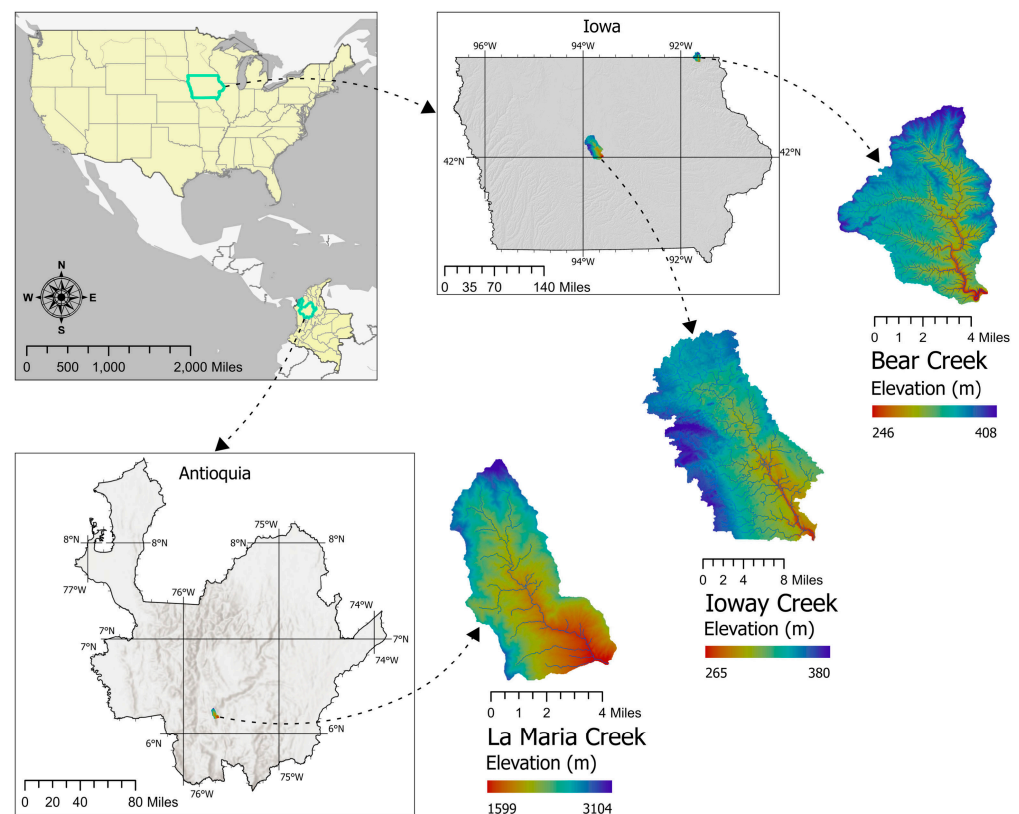 N
W
E
S
0 500 1,000 2,000 Miles
Iowa
96°W 94°W 92°W
42°N
42°N
94°W
92°W
0 35 70 140 Miles
0 1 2 4 Miles
Bear Creek
Elevation (m)
246 408
0 2 4 8 Miles
Ioway Creek
Elevation (m)
265 380
Antioquia
75°W
8°N 8°N 8°N
77°W 76°W
74°W
7°N
7°N
74°W
6°N
6°N
75°W
76°W
0 20 40 80 Miles
0 1 2 4 Miles
La Maria Creek
Elevation (m)
1599 3104